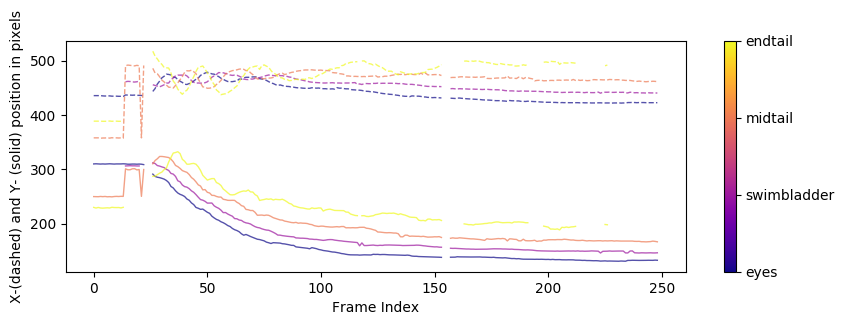 X-(dashed) and Y- (solid) position in pixels
500
400
300
200
0
50
100
150
200
250
Frame Index
endtail
midtail
swimbladder
eyes